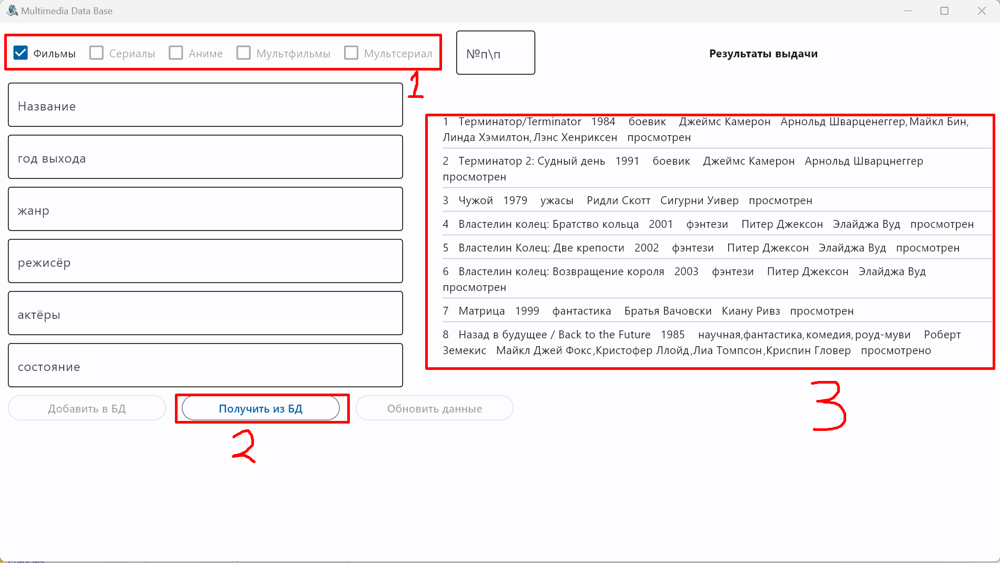 Multimedia Data Base
Фильмы Сериалы Аниме Мультфильмы Мультсериал
№п\п
Результаты выдачи
1
Название
год выхода
жанр
режисёр
актёры
состояние
1 Терминатор/Terminator 1984 боевик Джеймс Камерон Арнольд Шварценеггер,Майкл Бин,
Линда Хэмилтон,Лэнс Хенриксен просмотрен
2 Терминатор 2: Судный день 1991 боевик Джеймс Камерон Арнольд Шварцнеггер
просмотрен
3 Чужой 1979 ужасы Ридли Скотт Сигурни Уивер просмотрен
4 Властелин колец: Братство кольца 2001 фэнтези Питер Джексон Элайджа Вуд просмотрен
5 Властелин Колец: Две крепости 2002 фэнтези Питер Джексон Элайджа Вуд просмотрен
6 Властелин колец: Возвращение короля 2003 фэнтези Питер Джексон Элайджа Вуд
просмотрен
7 Матрица 1999 фантастика Братья Вачовски Киану Ривз просмотрен
8 Назад в будущее / Back to the Future 1985 научная,фантастика,комедия,роуд-муви Роберт
Земекис Майкл Джей Фокс,Кристофер Ллойд,Лиа Томпсон,Криспин Гловер просмотрено
3
Добавить в БД
Получить из БД
Обновить данные
2